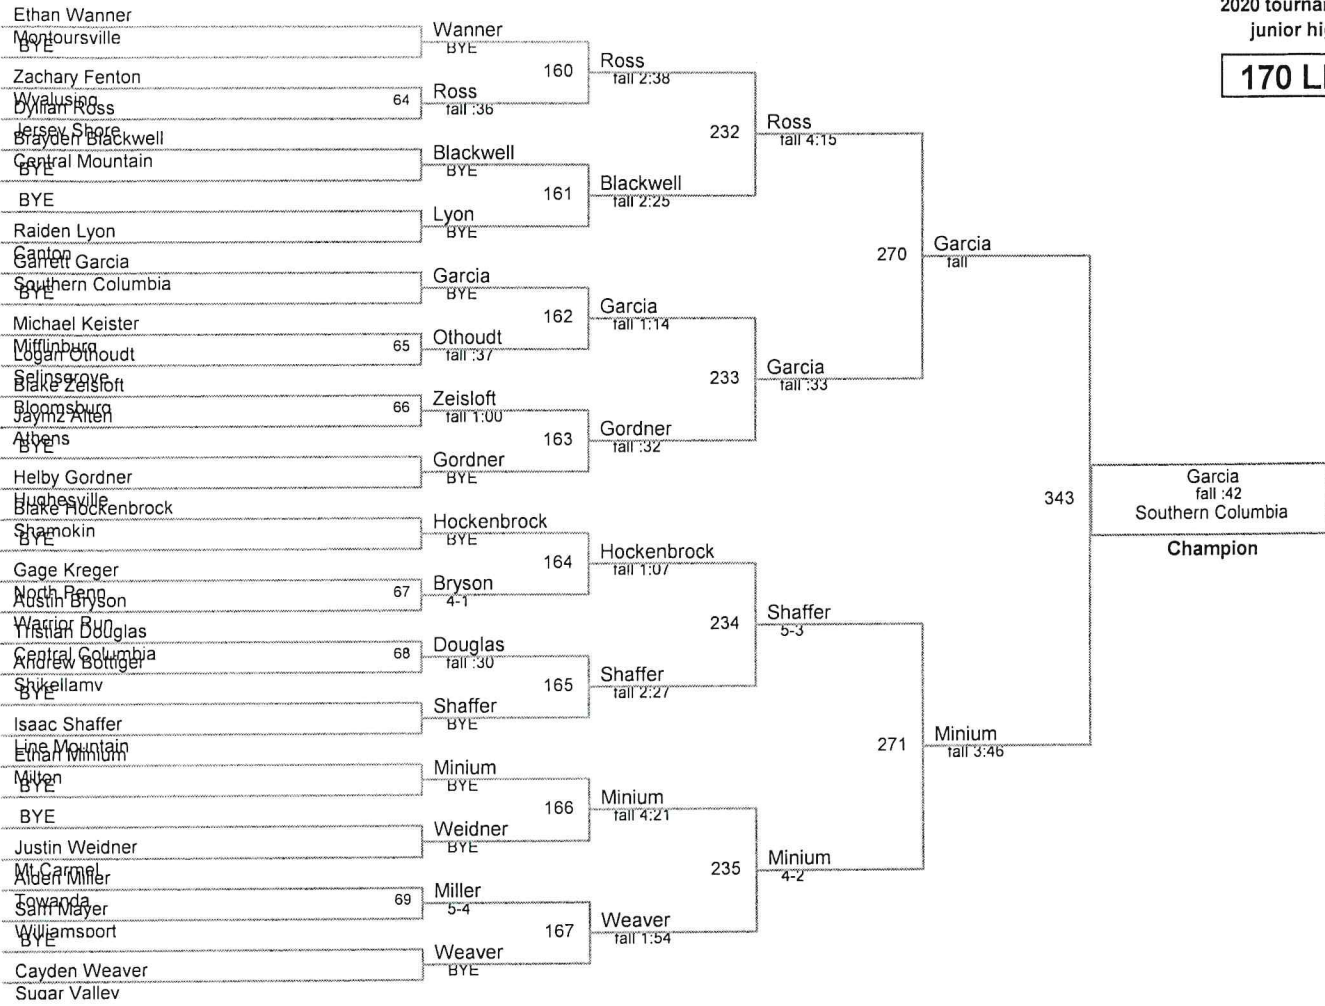 2020 tourna
junior hi
170 L
Ethan Wanner
Montoursville
BYE
Zachary Fenton
Wyalusing
Dyllan Ross
Jersey Shore
Brayden Blackwell
Central Mountain
BYE
BYE
Raiden Lyon
Canton
Garrett Garcia
Southern Columbia
BYE
Michael Keister
Mifflinburg
Logan Othoudt
Selinsgrove
Blake Zeisloft
Bloomsburg
Jaymz Alten
Athens
BYE
Helby Gordner
Hughesville
Blake Hockenbrock
Shamokin
BYE
Gage Kreger
North Penn
Austin Bryson
Warrior Run
Tristian Douglas
Central Columbia
Andrew Bottiger
Shikellamy
BYE
Isaac Shaffer
Line Mountain
Ethan Minium
Milton
BYE
BYE
Justin Weidner
Mt Carmel
Aiden Miller
Towanda
Sam Mayer
Williamsport
BYE
Cayden Weaver
Sugar Valley
64
65
66
67
68
69
Wanner
BYE
Ross
fall :36
Blackwell
BYE
Lyon
BYE
Garcia
BYE
Othoudt
fall :37
Zeisloft
fall 1:00
Gordner
BYE
Hockenbrock
BYE
Bryson
4-1
Douglas
fall :30
Shaffer
BYE
Minium
BYE
Weidner
BYE
Miller
5-4
Weaver
BYE
160
161
162
163
164
165
166
167
Ross
fall 2:38
Blackwell
fall 2:25
Garcia
fall 1:14
Gordner
fall :32
Hockenbrock
fall 1:07
Shaffer
fall 2:27
Minium
fall 4:21
Weaver
fall 1:54
232
233
234
235
Ross
fall 4:15
Garcia
fall :33
Shaffer
5-3
Minium
4-2
270
271
Garcia
fall
Minium
fall 3:46
343
Garcia
fall :42
Southern Columbia
Champion